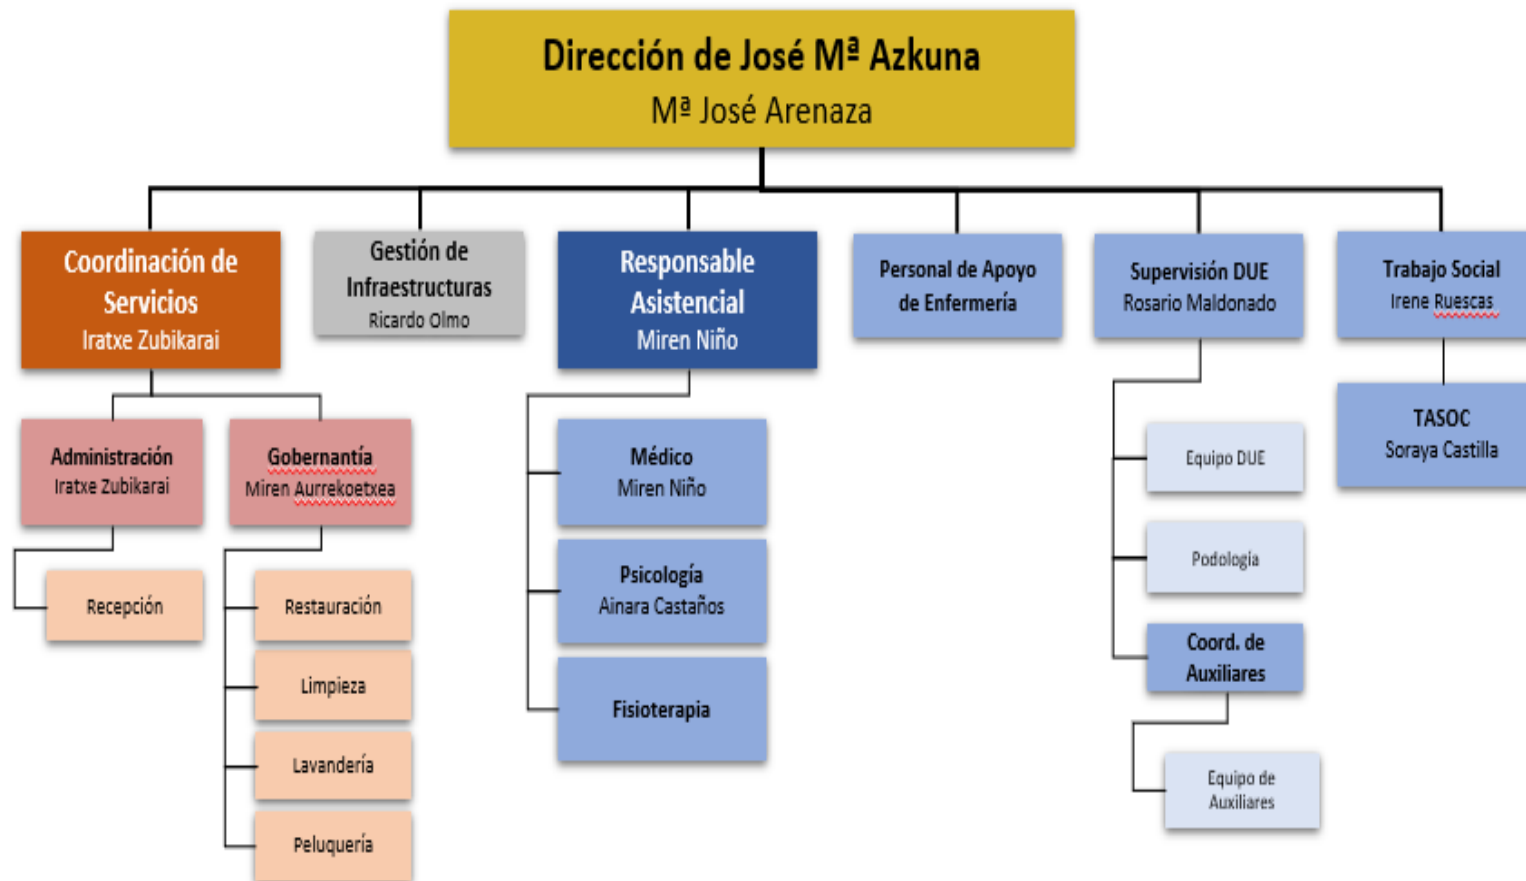 Dirección de José Mª Azkuna
Mª José Arenaza
Coordinación de
Servicios
Iratxe Zubikarai
Gestión de
Infraestructuras
Ricardo Olmo
Responsable
Asistencial
Miren Niño
Personal de Apoyo
de Enfermería
Supervisión DUE
Rosario Maldonado
Trabajo Social
Irene Ruescas
Administración
Iratxe Zubikarai
Gobernantía
Miren Aurrekoetxea
Médico
Miren Niño
Equipo DUE
TASOC
Soraya Castilla
Recepción
Restauración
Psicología
Ainara Castaños
Podología
Limpieza
Coord. de
Auxiliares
Fisioterapia
Lavandería
Equipo de
Auxiliares
Peluquería